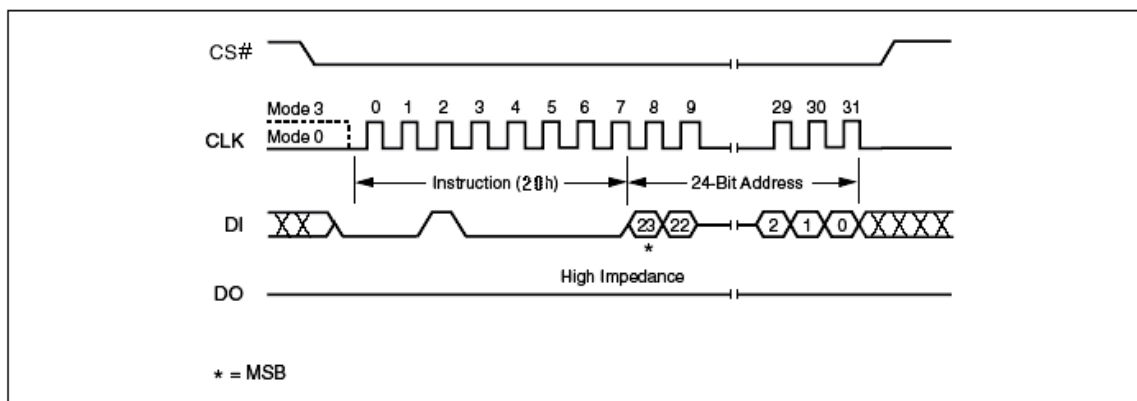 CS#
Mode 3
0 1 2 3 4 5 6 7 8 9 29 30 31
CLK
Mode 0
Instruction (20h)
24-Bit Address
DI
23 22 2 1 0
*
High Impedance
DO
* = MSB